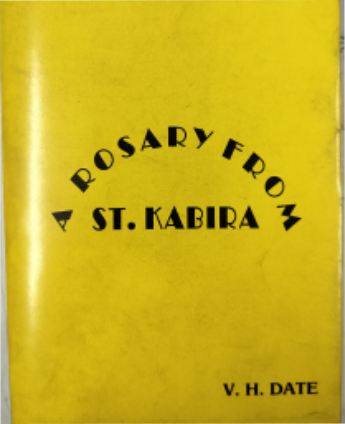 A ROSARY FROM
ST. KABIRA
V. H. DATE